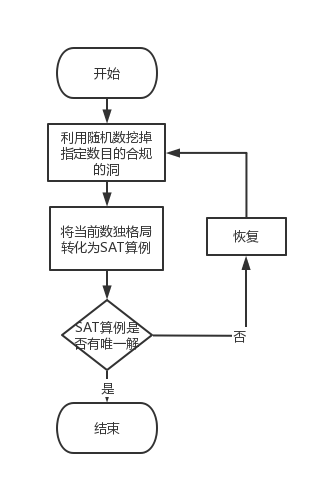 开始
利用随机数挖掉
指定数目的合规
的洞
将当前数独格局
转化为SAT算例
恢复
SAT算例是
否有唯一解
否
是
结束